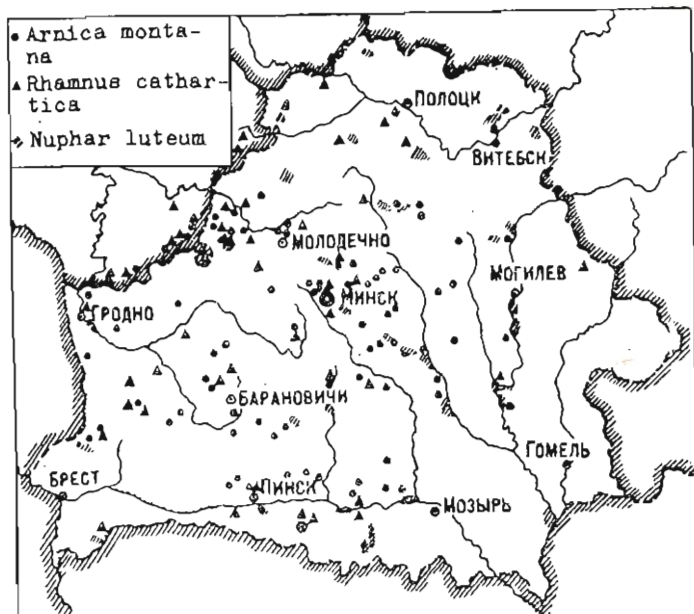 Arnica monta-
na
Rhamnus cathar-
tica
Nuphar luteum
ПОЛОЦК
ВИТЕБСК
МОЛОДЕЧНО
МОГИЛЕВ
МИНСК
ГРОДНО
БАРАНОВИЧИ
ГОМЕЛЬ
БРЕСТ
ПИНСК
МОЗЫРЬ